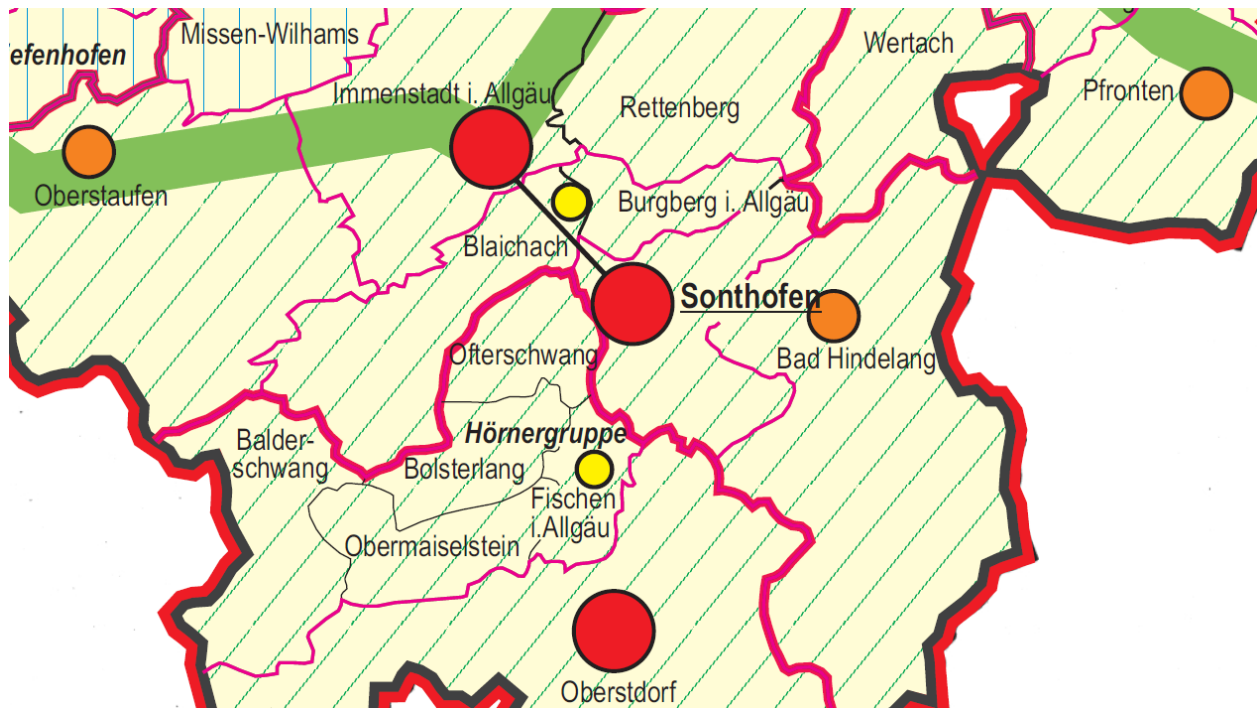 Missen-Wilhams
efenhofen
Wertach
Immenstadt i. Allgäu
Rettenberg
Pfronten
Oberstaufen
Burgberg i. Allgäu
Blaichach
Sonthofen
Ofterschwang
Bad Hindelang
Hörnergruppe
Balder-
schwang
Bolsterlang
Fischen
i.Allgäu
Obermaiselstein
Oberstdorf